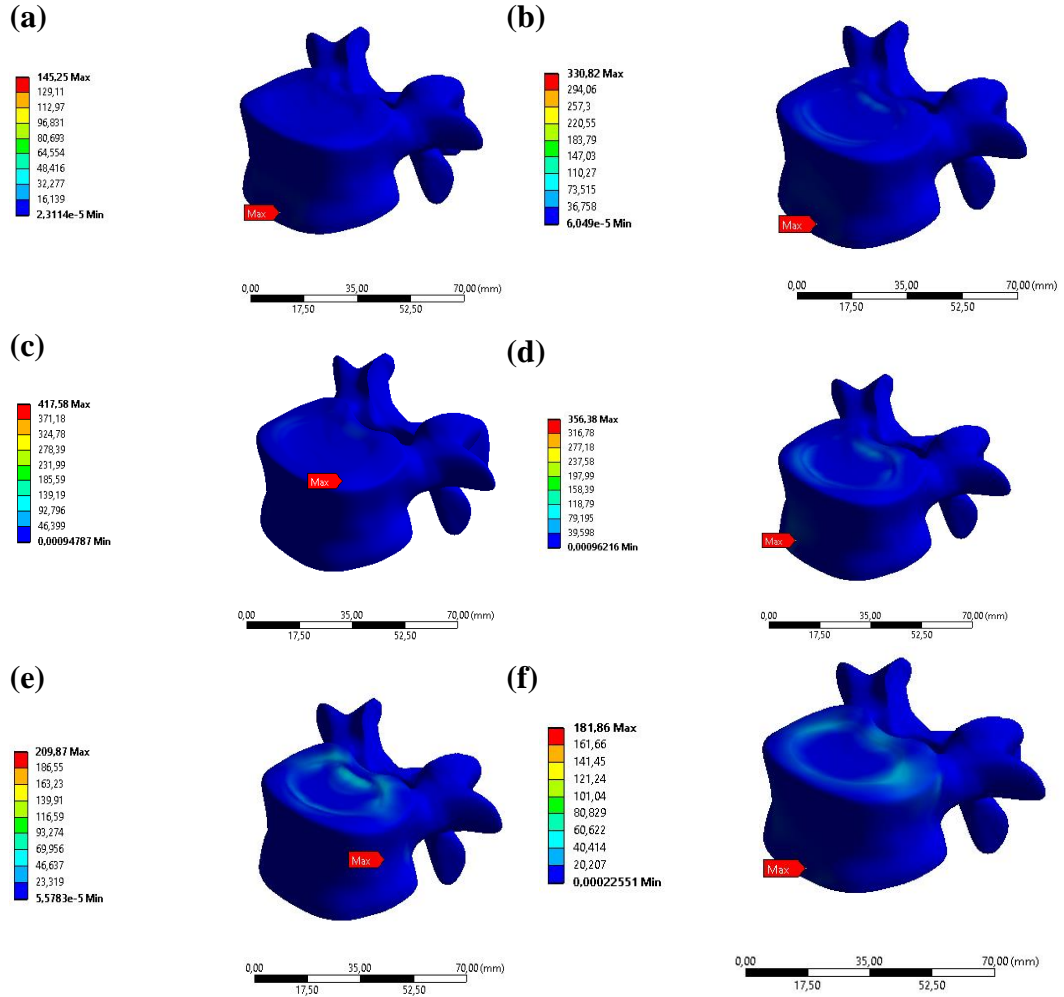 (a)
145,25 Max
129,11
112,97
96,831
80,693
64,554
48,416
32,277
16,139
2,3114e-5 Min
Max
0,00 35,00 70,00 (mm)
17,50 52,50
(b)
330,82 Max
294,06
257,3
220,55
183,79
147,03
110,27
73,515
36,758
6,049e-5 Min
Max
0,00 35,00 70,00 (mm)
17,50 52,50
(c)
417,58 Max
371,18
324,78
278,39
231,99
185,59
139,19
92,796
46,399
0,00094787 Min
Max
0,00 35,00 70,00 (mm)
17,50 52,50
(d)
356,38 Max
316,78
277,18
237,58
197,99
158,39
118,79
79,195
39,598
0,00096216 Min
Max
0,00 35,00 70,00 (mm)
17,50 52,50
(e)
209,87 Max
186,55
163,23
139,91
116,59
93,274
69,956
46,637
23,319
5,5783e-5 Min
Max
0,00 35,00 70,00 (mm)
17,50 52,50
(f)
181,86 Max
161,66
141,45
121,24
101,04
80,829
60,622
40,414
20,207
0,00022551 Min
Max
0,00 35,00 70,00 (mm)
17,50 52,50